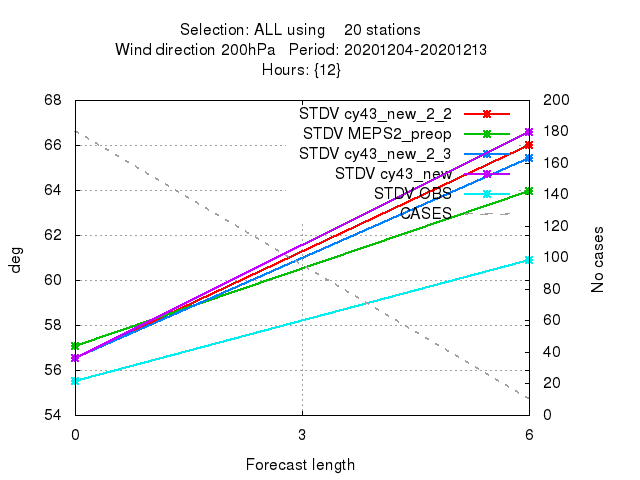 Selection: ALL using 20 stations
Wind direction 200hPa Period: 20201204-20201213
Hours: {12}
68 200
STDV cy43_new_2_2
180
STDV MEPS2_preop
66
STDV cy43_new_2_3
160
STDV cy43_new
64 140
STDV OBS
CASES
120
62
deg
No cases
100
60
80
58 60
40
56
20
54 0
0 3 6
Forecast length